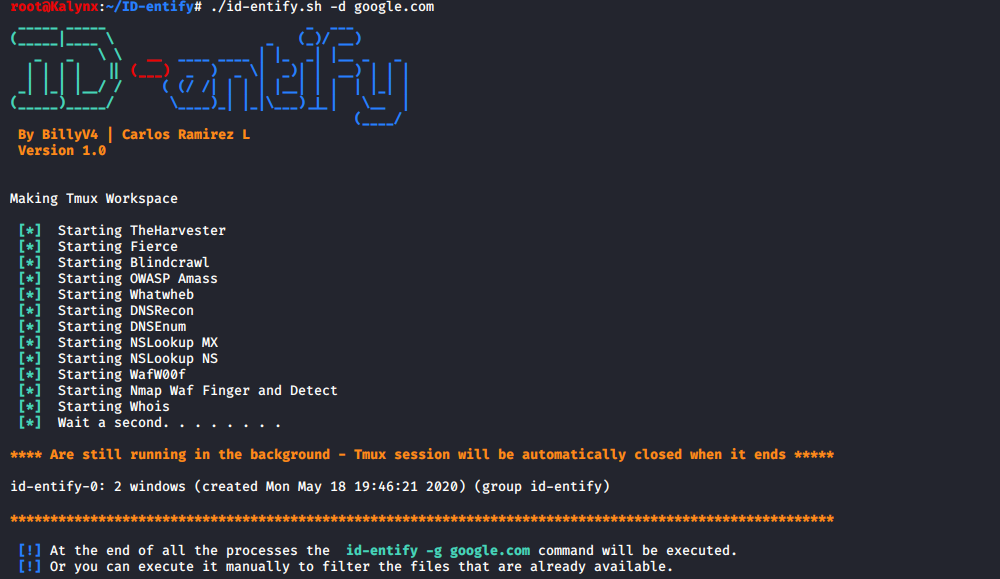 root@Kalynx:~/ID-entify# ./id-entify.sh -d google.com
ID-entify
By BillyV4 | Carlos Ramirez L
Version 1.0
Making Tmux Workspace
[*] Starting TheHarvester
[*] Starting Fierce
[*] Starting Blindcrawl
[*] Starting OWASP Amass
[*] Starting Whatwheb
[*] Starting DNSRecon
[*] Starting DNSEnum
[*] Starting NSLookup MX
[*] Starting NSLookup NS
[*] Starting WafW00f
[*] Starting Nmap Waf Finger and Detect
[*] Starting Whois
[*] Wait a second. . . . . . . .
**** Are still running in the background - Tmux session will be automatically closed when it ends *****
id-entify-0: 2 windows (created Mon May 18 19:46:21 2020) (group id-entify)
*******************************************************************************************************
[!] At the end of all the processes the  id-entify -g google.com command will be executed.
[!] Or you can execute it manually to filter the files that are already available.